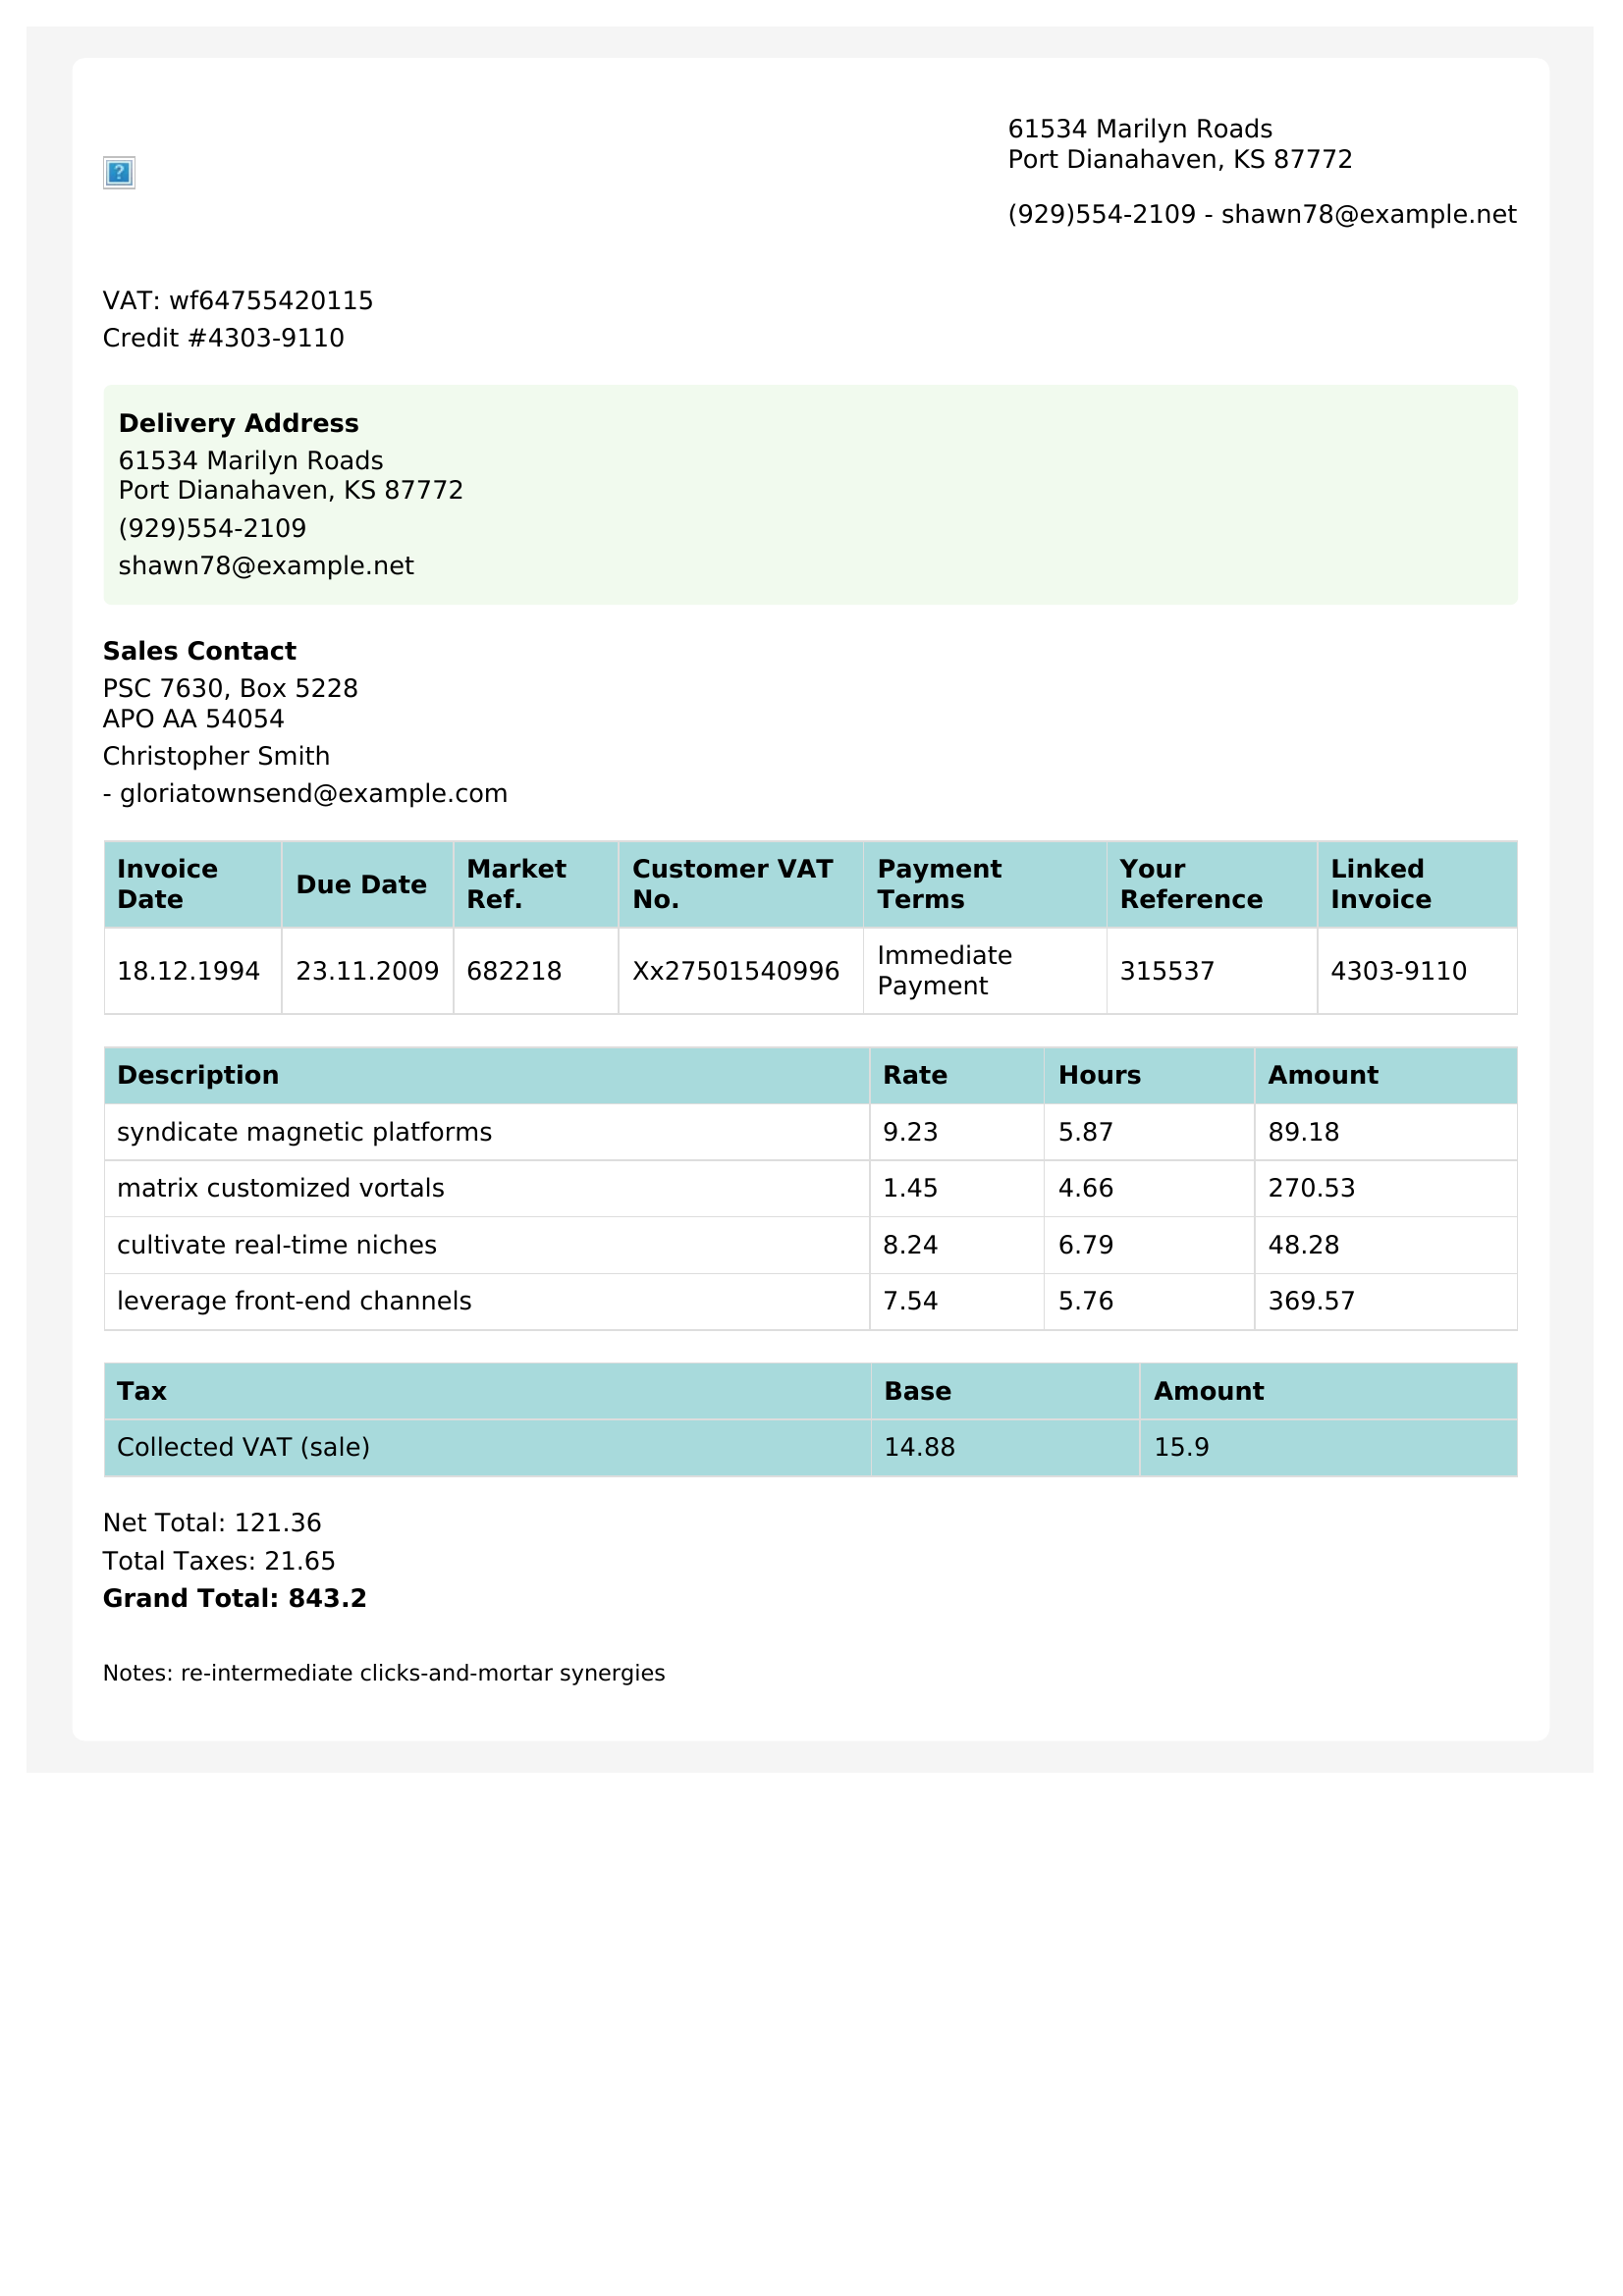 61534 Marilyn Roads
Port Dianahaven, KS 87772
(929)554-2109 - shawn78@example.net
VAT: wf64755420115
Credit #4303-9110
Delivery Address
61534 Marilyn Roads
Port Dianahaven, KS 87772
(929)554-2109
shawn78@example.net
Sales Contact
PSC 7630, Box 5228
APO AA 54054
Christopher Smith
- gloriatownsend@example.com
Invoice Date Due Date Market Ref. Customer VAT No. Payment Terms Your Reference Linked Invoice
18.12.1994 23.11.2009 682218 Xx27501540996 Immediate Payment 315537 4303-9110
Description Rate Hours Amount
syndicate magnetic platforms 9.23 5.87 89.18
matrix customized vortals 1.45 4.66 270.53
cultivate real-time niches 8.24 6.79 48.28
leverage front-end channels 7.54 5.76 369.57
Tax Base Amount
Collected VAT (sale) 14.88 15.9
Net Total: 121.36
Total Taxes: 21.65
Grand Total: 843.2
Notes: re-intermediate clicks-and-mortar synergies